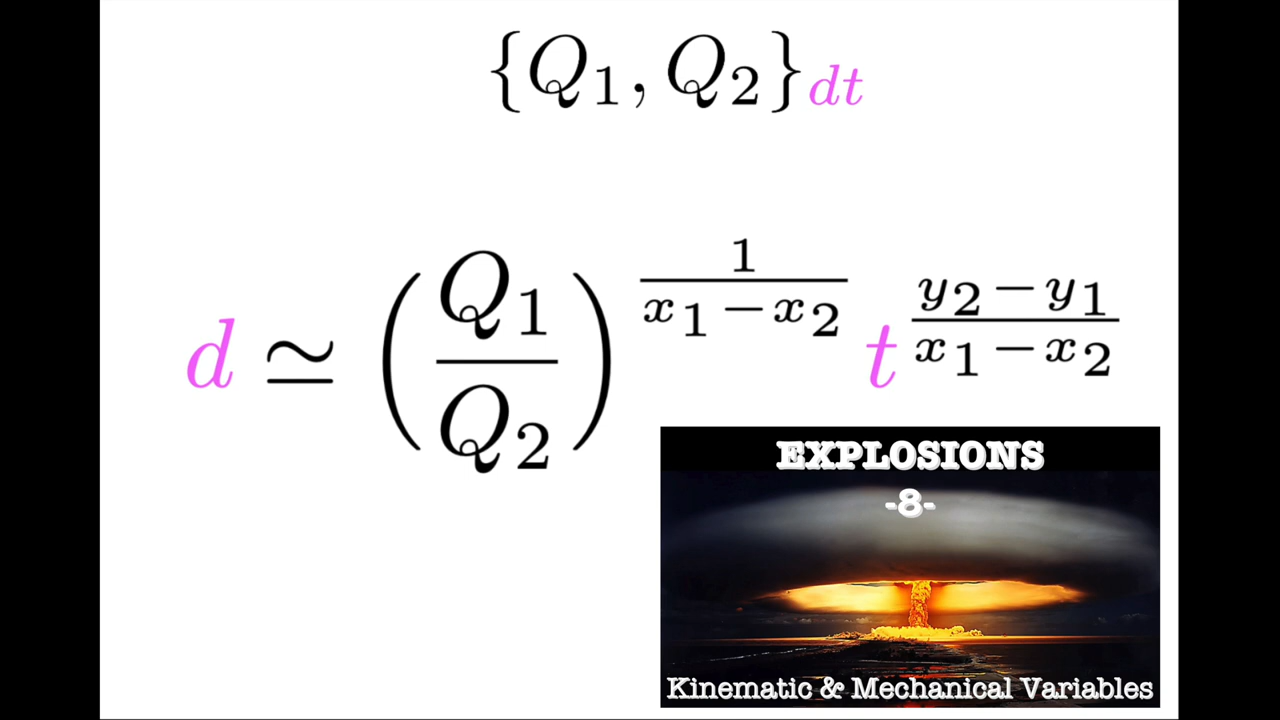 {Q₁, Q₂}_{dt}
d ≃ (Q₁/Q₂)^{1/(x₁−x₂)} t^{(y₂−y₁)/(x₁−x₂)}
EXPLOSIONS
-8-
Kinematic & Mechanical Variables